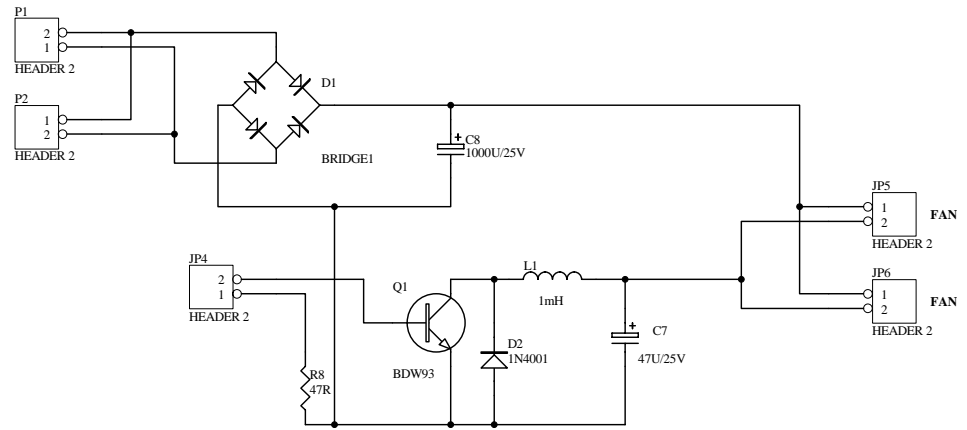 P1
2
1
HEADER 2
P2
1
2
HEADER 2
D1
BRIDGE1
C8
1000U/25V
JP5
1
2
FAN
HEADER 2
JP4
2
1
HEADER 2
Q1
BDW93
L1
1mH
JP6
1
2
FAN
HEADER 2
D2
1N4001
C7
47U/25V
R8
47R